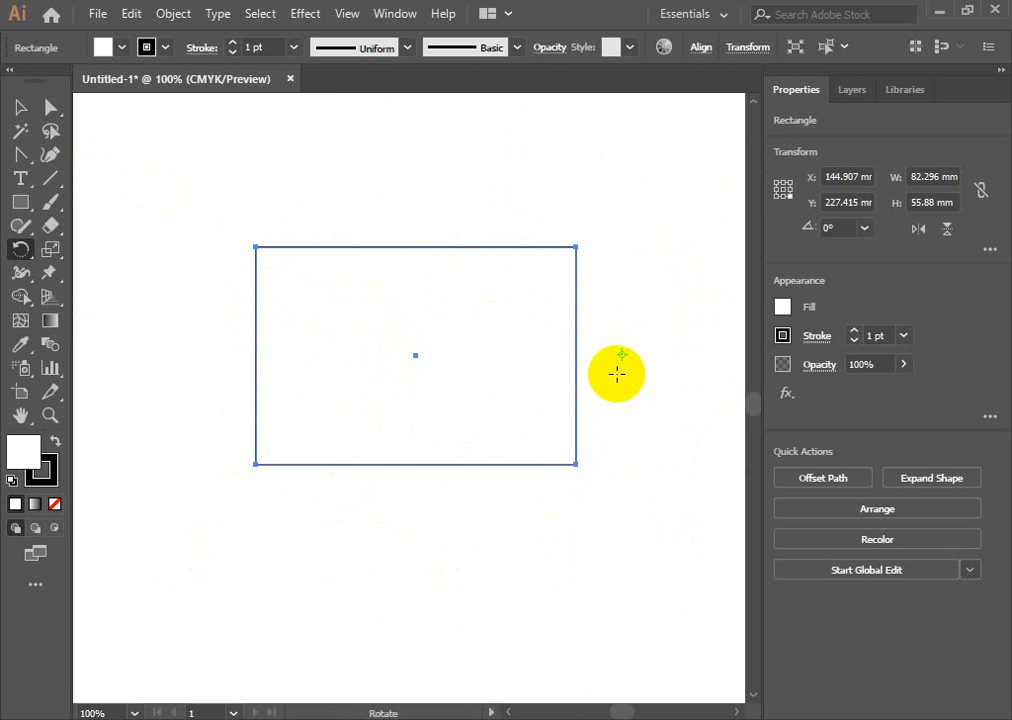 Ai File Edit Object Type Select Effect View Window Help Essentials Search Adobe Stock
Rectangle Stroke: 1 pt Uniform Basic Opacity Style: Align Transform
Untitled-1* @ 100% (CMYK/Preview)
Properties Layers Libraries
Rectangle
Transform
X: 144.907 mr W: 82.296 mm
Y: 227.415 mr H: 55.88 mm
0°
Appearance
Fill
Stroke 1 pt
Opacity 100%
fx.
Quick Actions
Offset Path Expand Shape
Arrange
Recolor
Start Global Edit
100% 1 Rotate